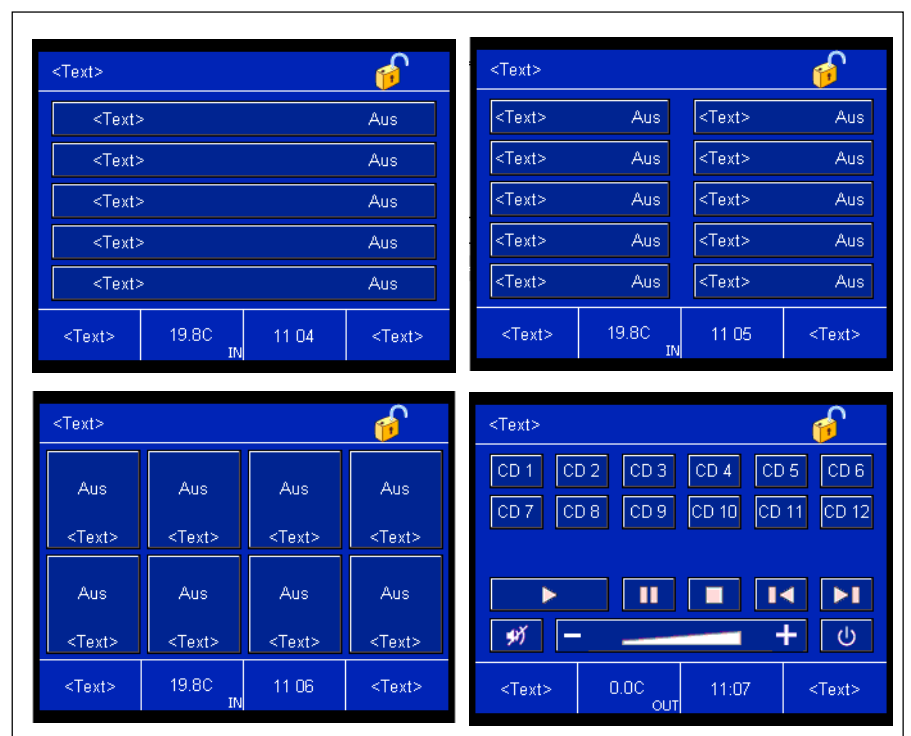 <Text>
<Text> Aus
<Text> Aus
<Text> Aus
<Text> Aus
<Text> Aus
<Text> 19.8C IN 11 04 <Text>
<Text>
<Text> Aus <Text> Aus
<Text> Aus <Text> Aus
<Text> Aus <Text> Aus
<Text> Aus <Text> Aus
<Text> Aus <Text> Aus
<Text> 19.8C IN 11 05 <Text>
<Text>
Aus Aus Aus Aus
<Text> <Text> <Text> <Text>
Aus Aus Aus Aus
<Text> <Text> <Text> <Text>
<Text> 19.8C IN 11 06 <Text>
<Text>
CD 1 CD 2 CD 3 CD 4 CD 5 CD 6
CD 7 CD 8 CD 9 CD 10 CD 11 CD 12
<Text> 0.0C OUT 11:07 <Text>